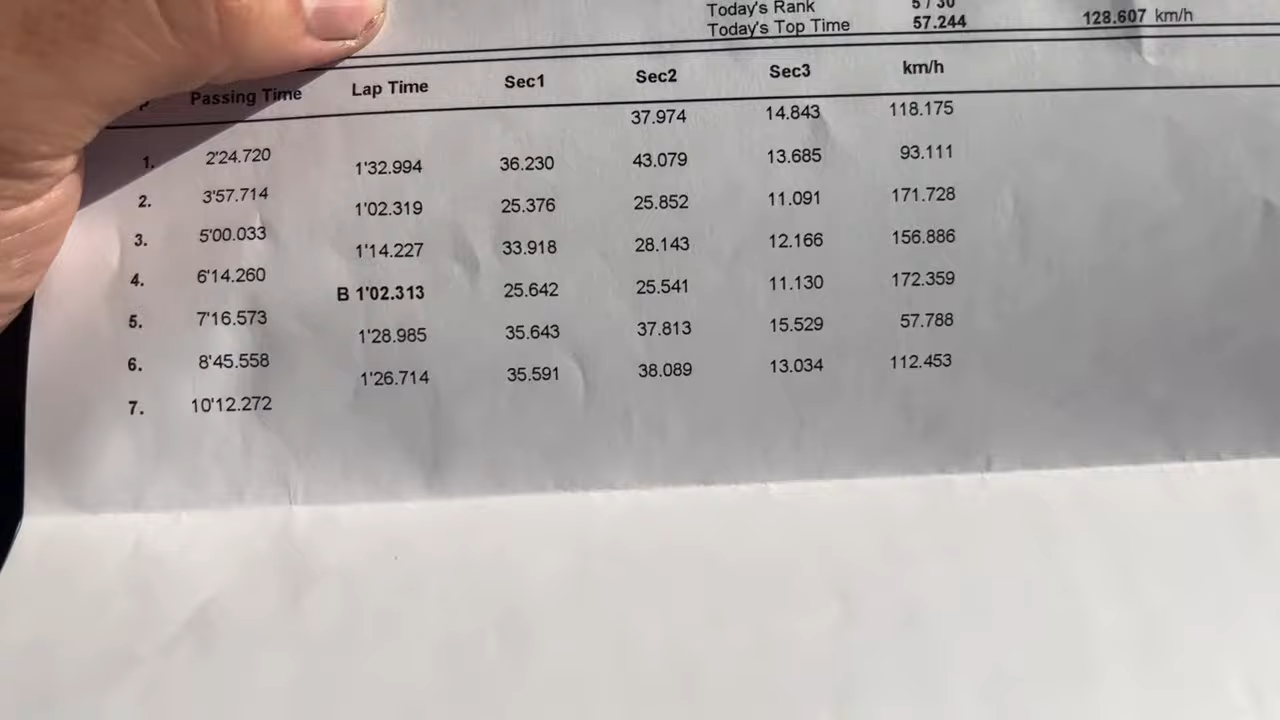 Today's Rank 5 / 30
Today's Top Time 57.244 128.607 km/h
Passing Time Lap Time Sec1 Sec2 Sec3 km/h
37.974 14.843 118.175
1. 2'24.720 1'32.994 36.230 43.079 13.685 93.111
2. 3'57.714 1'02.319 25.376 25.852 11.091 171.728
3. 5'00.033 1'14.227 33.918 28.143 12.166 156.886
4. 6'14.260 B 1'02.313 25.642 25.541 11.130 172.359
5. 7'16.573 1'28.985 35.643 37.813 15.529 57.788
6. 8'45.558 1'26.714 35.591 38.089 13.034 112.453
7. 10'12.272